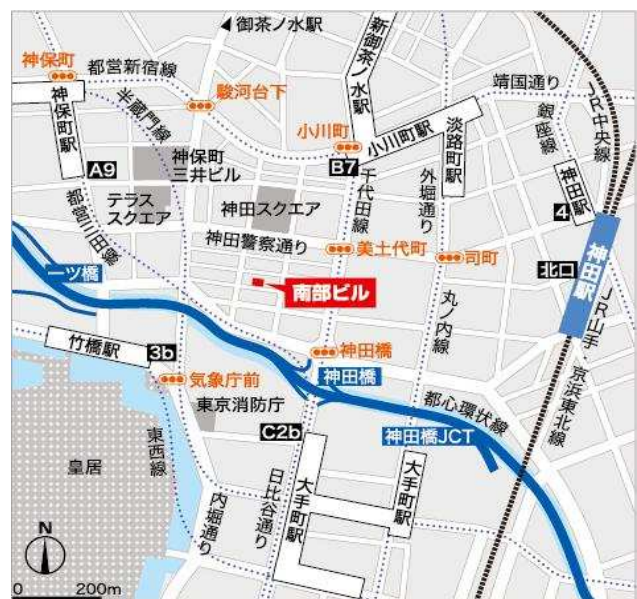 御茶ノ水駅
神保町
都営新宿線
新御茶ノ水駅
靖国通り
JR中央線
半蔵門線
駿河台下
銀座線
神保町駅
小川町
小川町駅
淡路町駅
A9
神保町
三井ビル
B7
神田駅
テラス
スクエア
神田スクエア
千代田線
外堀通り
4
都営三田線
神田警察通り
美土代町
司町
北口
神田駅
一ツ橋
南部ビル
丸ノ内線
JR山手・京浜東北線
竹橋駅
3b
神田橋
気象庁前
神田橋
都心環状線
東京消防庁
C2b
神田橋JCT
東西線
皇居
大手町駅
大手町駅
日比谷通り
内堀通り
N
0
200m